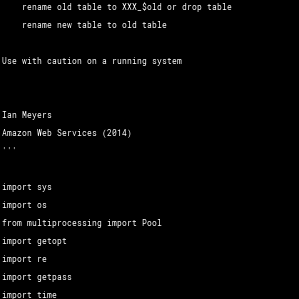 rename old table to XXX_$old or drop table
rename new table to old table
Use with caution on a running system
Ian Meyers
Amazon Web Services (2014)
...
import sys
import os
from multiprocessing import Pool
import getopt
import re
import getpass
import time